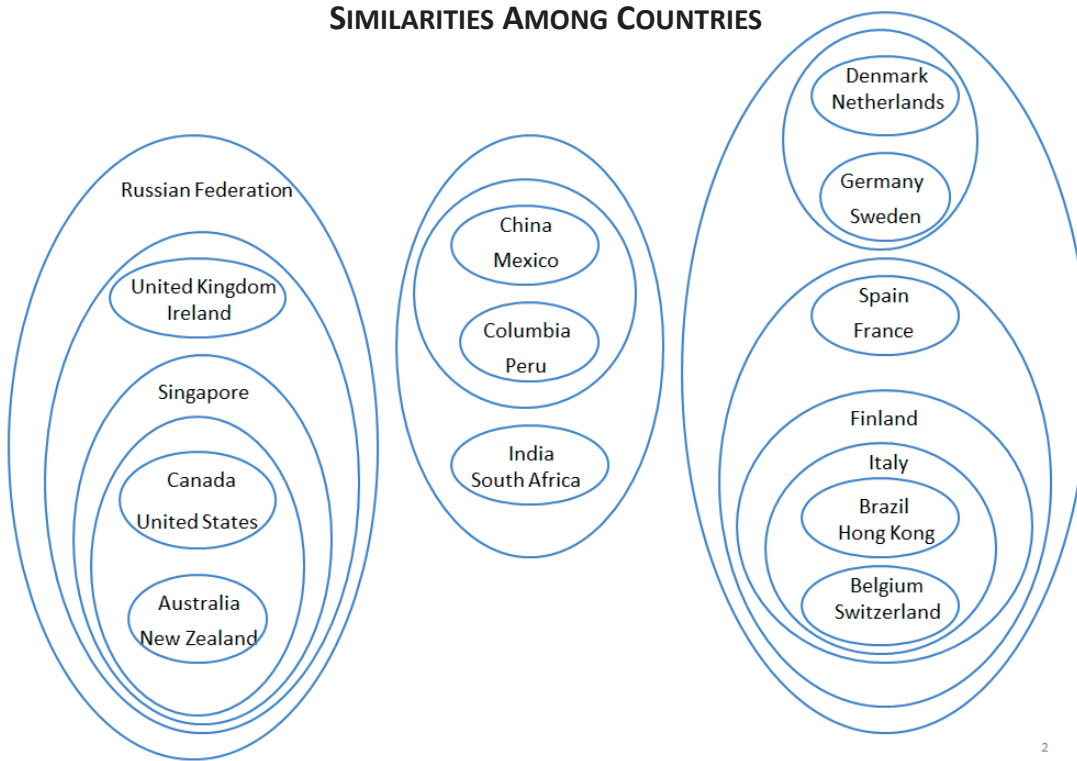 SIMILARITIES AMONG COUNTRIES
Russian Federation
United Kingdom
Ireland
Singapore
Canada
United States
Australia
New Zealand
China
Mexico
Columbia
Peru
India
South Africa
Denmark
Netherlands
Germany
Sweden
Spain
France
Finland
Italy
Brazil
Hong Kong
Belgium
Switzerland
2